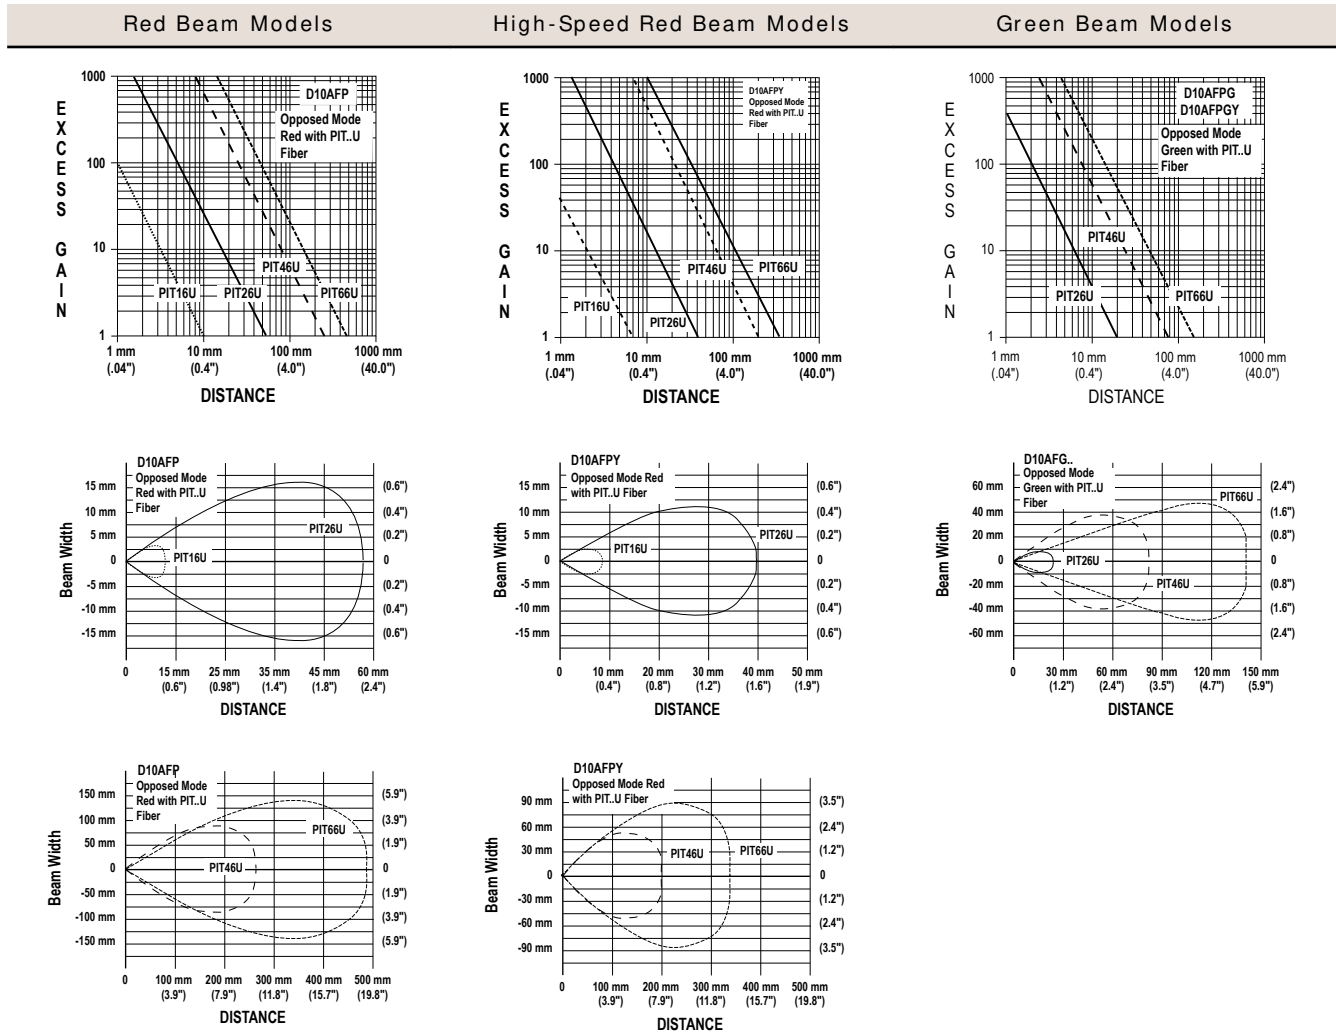 Red Beam Models
High-Speed Red Beam Models
Green Beam Models
EXCESS GAIN
1000
100
10
1
D10AFP
Opposed Mode
Red with PIT..U
Fiber
PIT46U
PIT16U
PIT26U
PIT66U
1 mm
(.04")
10 mm
(0.4")
100 mm
(4.0")
1000 mm
(40.0")
DISTANCE
EXCESS GAIN
1000
100
10
1
D10AFPY
Opposed Mode
Red with PIT..U
Fiber
PIT46U
PIT66U
PIT16U
PIT26U
1 mm
(.04")
10 mm
(0.4")
100 mm
(4.0")
1000 mm
(40.0")
DISTANCE
EXCESS GAIN
1000
100
10
1
D10AFPG
D10AFPGY
Opposed Mode
Green with PIT..U
Fiber
PIT46U
PIT26U
PIT66U
1 mm
(.04")
10 mm
(0.4")
100 mm
(4.0")
1000 mm
(40.0")
DISTANCE
D10AFP
Opposed Mode
Red with PIT..U
Fiber
Beam Width
15 mm
10 mm
5 mm
0
-5 mm
-10 mm
-15 mm
PIT26U
PIT16U
(0.6")
(0.4")
(0.2")
0
(0.2")
(0.4")
(0.6")
0
15 mm
(0.6")
25 mm
(0.98")
35 mm
(1.4")
45 mm
(1.8")
60 mm
(2.4")
DISTANCE
D10AFPY
Opposed Mode Red
with PIT..U Fiber
Beam Width
15 mm
10 mm
5 mm
0
-5 mm
-10 mm
-15 mm
PIT26U
PIT16U
(0.6")
(0.4")
(0.2")
0
(0.2")
(0.4")
(0.6")
0
10 mm
(0.4")
20 mm
(0.8")
30 mm
(1.2")
40 mm
(1.6")
50 mm
(1.9")
DISTANCE
D10AFG..
Opposed Mode
Green with PIT..U
Fiber
Beam Width
60 mm
40 mm
20 mm
0
-20 mm
-40 mm
-60 mm
PIT66U
PIT26U
PIT46U
(2.4")
(1.6")
(0.8")
0
(0.8")
(1.6")
(2.4")
0
30 mm
(1.2")
60 mm
(2.4")
90 mm
(3.5")
120 mm
(4.7")
150 mm
(5.9")
DISTANCE
D10AFP
Opposed Mode
Red with PIT..U
Fiber
Beam Width
150 mm
100 mm
50 mm
0
-50 mm
-100 mm
-150 mm
PIT66U
PIT46U
(5.9")
(3.9")
(1.9")
0
(1.9")
(3.9")
(5.9")
0
100 mm
(3.9")
200 mm
(7.9")
300 mm
(11.8")
400 mm
(15.7")
500 mm
(19.8")
DISTANCE
D10AFPY
Opposed Mode Red
with PIT..U Fiber
Beam Width
90 mm
60 mm
30 mm
0
-30 mm
-60 mm
-90 mm
PIT46U
PIT66U
(3.5")
(2.4")
(1.2")
0
(1.2")
(2.4")
(3.5")
0
100 mm
(3.9")
200 mm
(7.9")
300 mm
(11.8")
400 mm
(15.7")
500 mm
(19.8")
DISTANCE